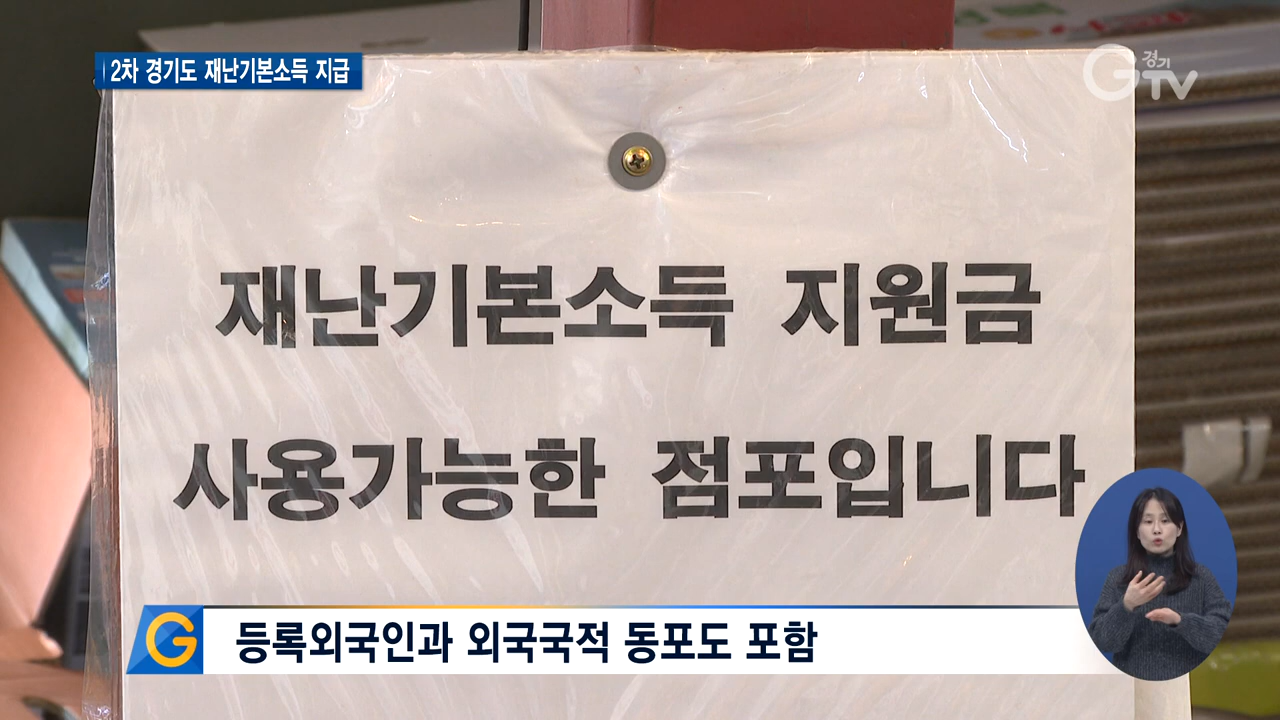 2차 경기도 재난기본소득 지급
경기
GTV
재난기본소득 지원금
사용가능한 점포입니다
G
등록외국인과 외국국적 동포도 포함